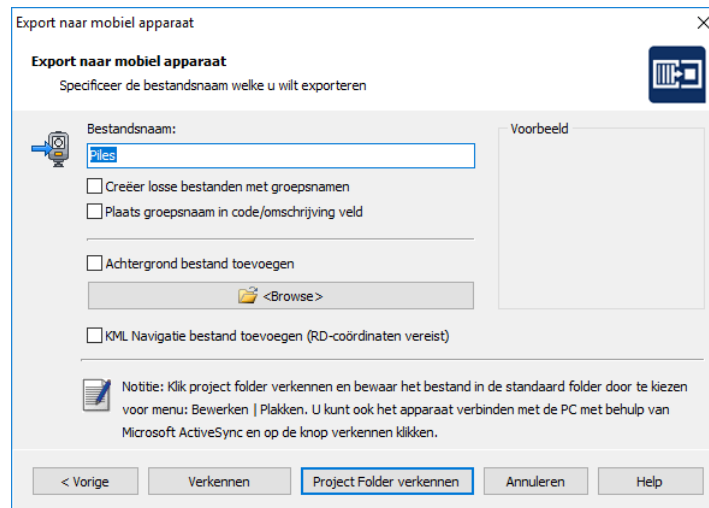 Export naar mobiel apparaat
Export naar mobiel apparaat
Specificeer de bestandsnaam welke u wilt exporteren
Bestandsnaam:
Piles
Creëer losse bestanden met groepsnamen
Plaats groepsnaam in code/omschrijving veld
Achtergrond bestand toevoegen
<Browse>
KML Navigatie bestand toevoegen (RD-coördinaten vereist)
Voorbeeld
Notitie: Klik project folder verkennen en bewaar het bestand in de standaard folder door te kiezen
voor menu: Bewerken | Plakken. U kunt ook het apparaat verbinden met de PC met behulp van
Microsoft ActiveSync en op de knop verkennen klikken.
< Vorige
Verkennen
Project Folder verkennen
Annuleren
Help